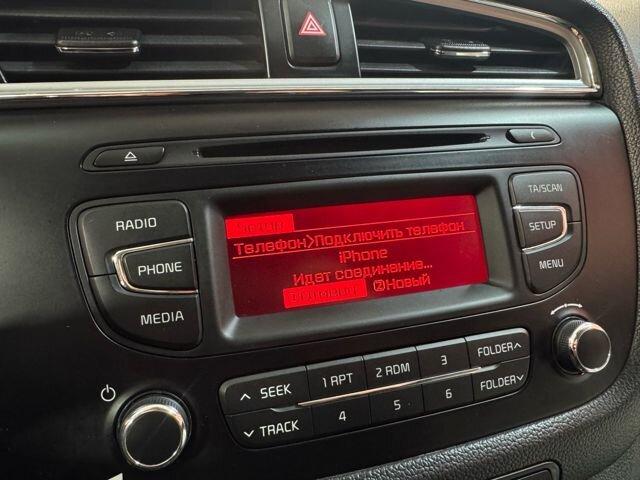 RADIO
PHONE
MEDIA
Телефон>Подключить телефон
iPhone
Идет соединение...
②Новый
TA/SCAN
SETUP
MENU
∧ SEEK
1 RPT
2 RDM
3
FOLDER∧
∨ TRACK
4
5
6
FOLDER∨